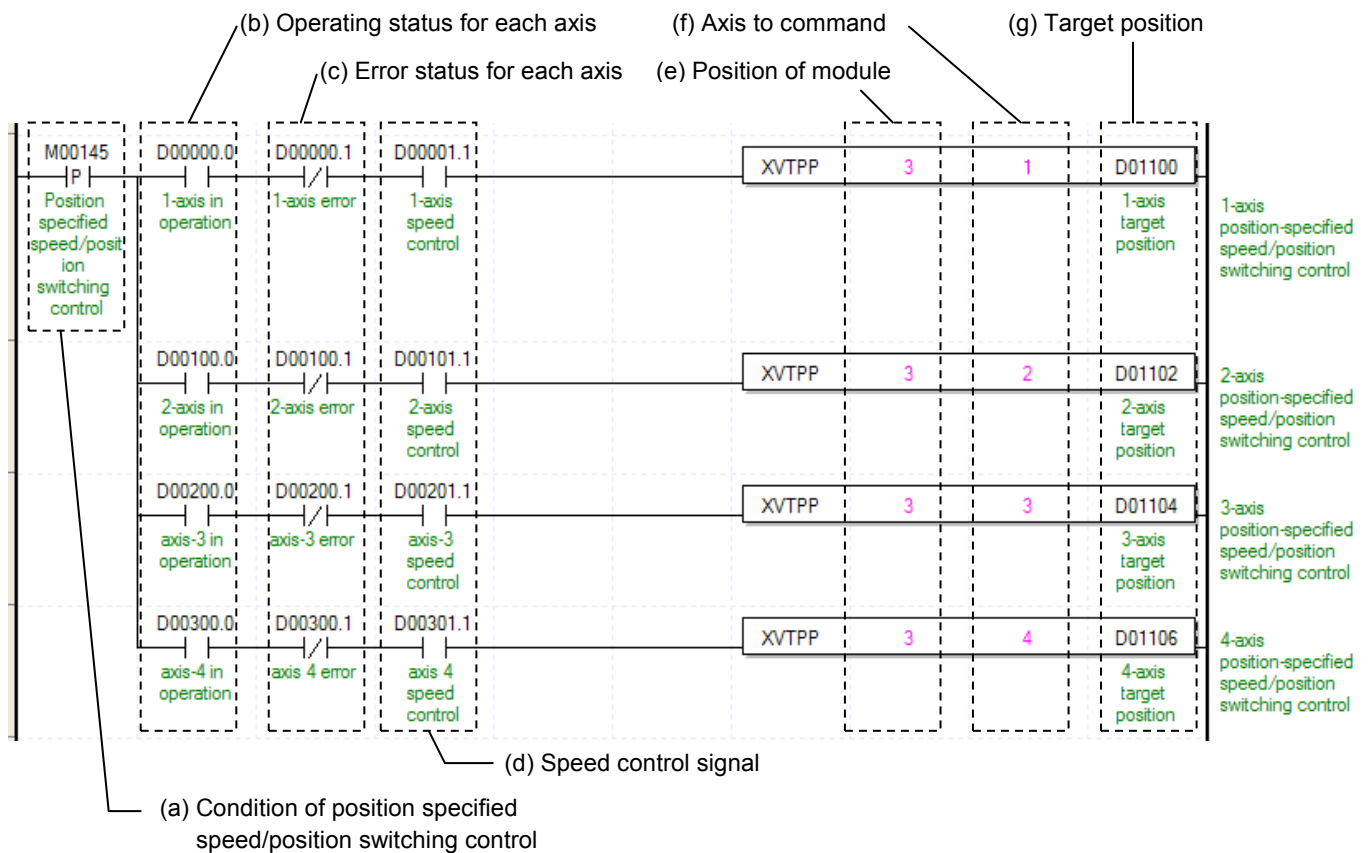 (b) Operating status for each axis
(f) Axis to command
(g) Target position
(c) Error status for each axis
(e) Position of module
M00145
P
Position
specified
speed/posit
ion
switching
control
D00000.0
1-axis in
operation
D00000.1
1-axis error
D00001.1
1-axis
speed
control
XVTPP 3 1 D01100
1-axis
target
position
1-axis
position-specified
speed/position
switching control
D00100.0
2-axis in
operation
D00100.1
2-axis error
D00101.1
2-axis
speed
control
XVTPP 3 2 D01102
2-axis
target
position
2-axis
position-specified
speed/position
switching control
D00200.0
axis-3 in
operation
D00200.1
axis-3 error
D00201.1
axis-3
speed
control
XVTPP 3 3 D01104
3-axis
target
position
3-axis
position-specified
speed/position
switching control
D00300.0
axis-4 in
operation
D00300.1
axis 4 error
D00301.1
axis 4
speed
control
XVTPP 3 4 D01106
4-axis
target
position
4-axis
position-specified
speed/position
switching control
(d) Speed control signal
(a) Condition of position specified
speed/position switching control